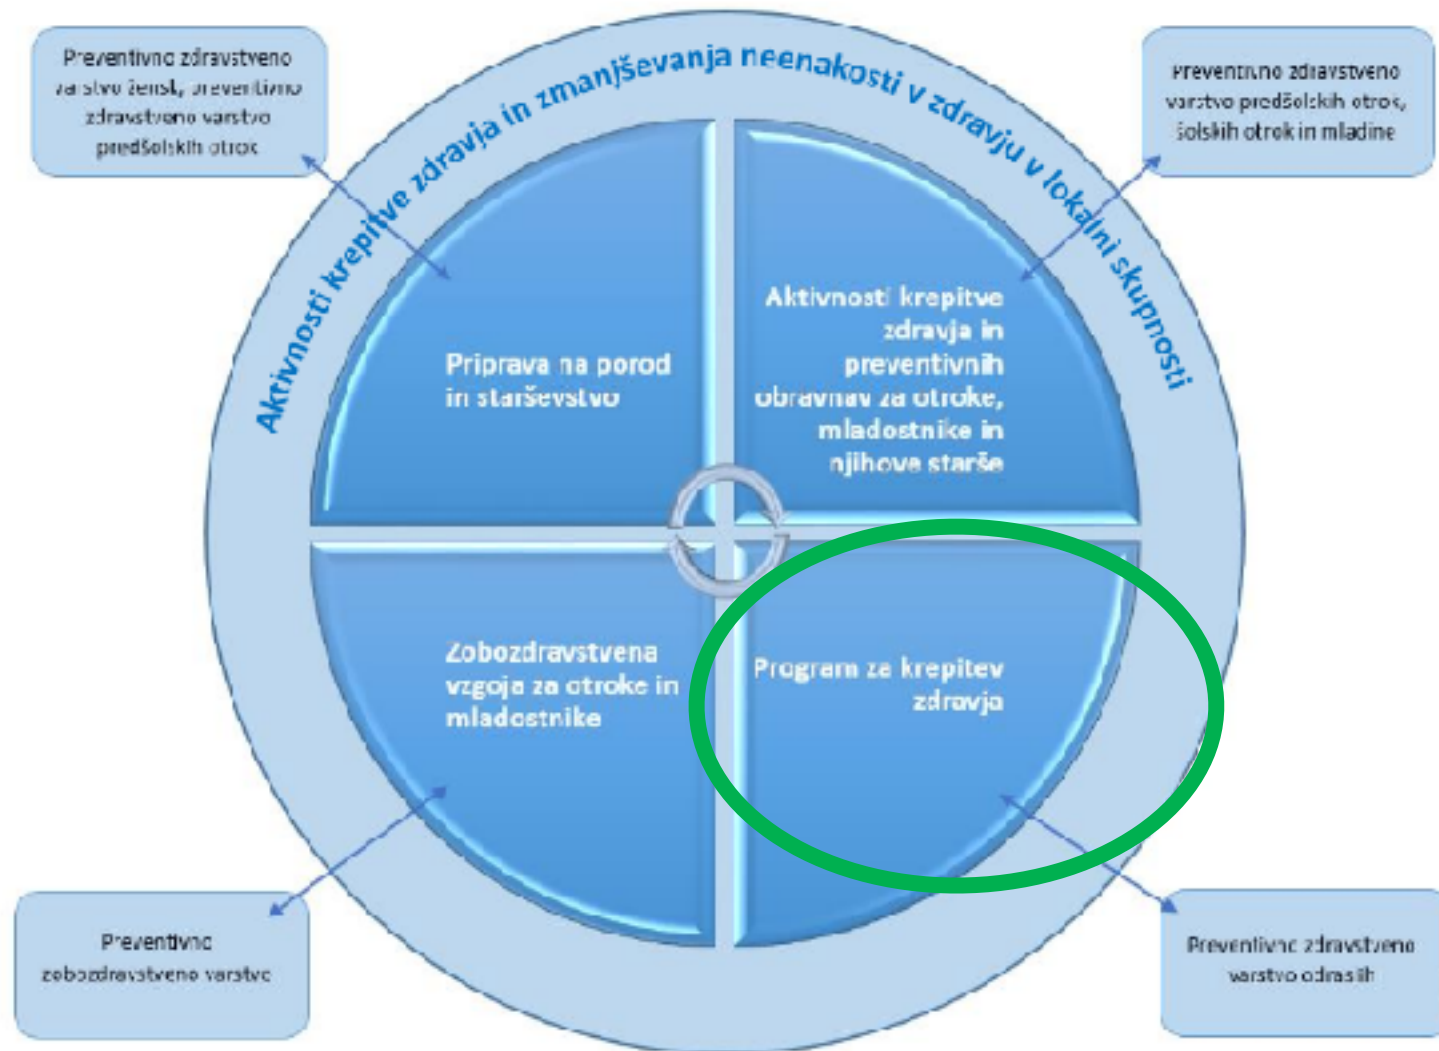 Preventivno zdravstveno
varstvo žensk, preventivno
zdravstveno varstvo
predšolskih otrok
Aktivnosti krepitve zdravja in zmanjševanja neenakosti v zdravju v lokalni skupnosti
Preventivno zdravstveno
varstvo predšolskih otrok,
šolskih otrok in mladine
Priprava na porod
in starševstvo
Aktivnosti krepitve
zdravja in
preventivnih
obravnav za otroke,
mladostnike in
njihove starše
Zobozdravstvena
vzgoja za otroke in
mladostnike
Program za krepitev
zdravja
Preventivno
zobozdravstveno varstvo
Preventivno zdravstveno
varstvo odraslih